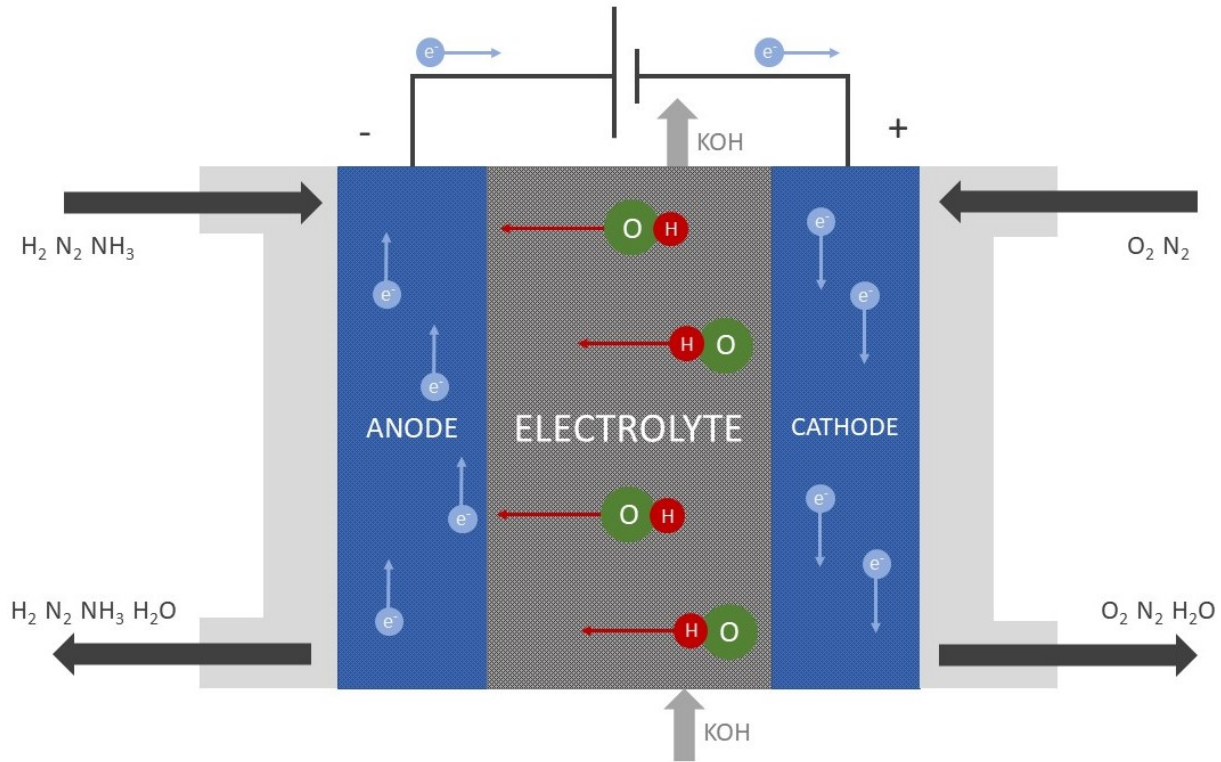 e⁻ e⁻
- KOH +
H₂ N₂ NH₃
O₂ N₂
O H
e⁻
e⁻
e⁻
H O
e⁻
ANODE ELECTROLYTE CATHODE
e⁻
O H
e⁻
e⁻
H₂ N₂ NH₃ H₂O
O₂ N₂ H₂O
e⁻
H O
KOH